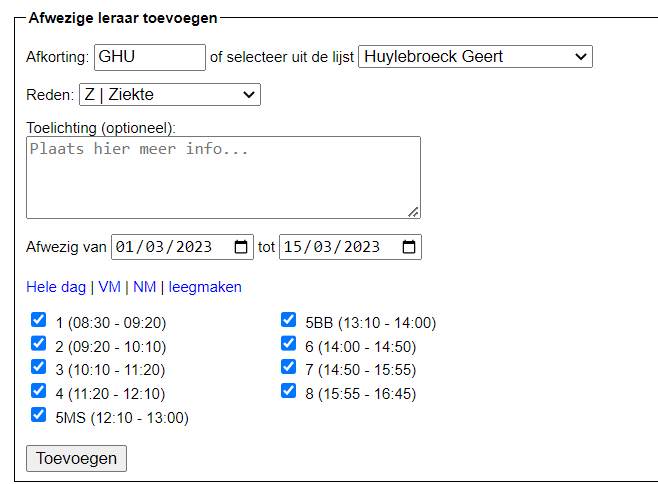 Afwezige leraar toevoegen
Afkorting: GHU of selecteer uit de lijst Huylebroeck Geert
Reden: Z | Ziekte
Toelichting (optioneel):
Plaats hier meer info...
Afwezig van 01/03/2023 tot 15/03/2023
Hele dag | VM | NM | leegmaken
1 (08:30 - 09:20)
2 (09:20 - 10:10)
3 (10:10 - 11:20)
4 (11:20 - 12:10)
5MS (12:10 - 13:00)
5BB (13:10 - 14:00)
6 (14:00 - 14:50)
7 (14:50 - 15:55)
8 (15:55 - 16:45)
Toevoegen